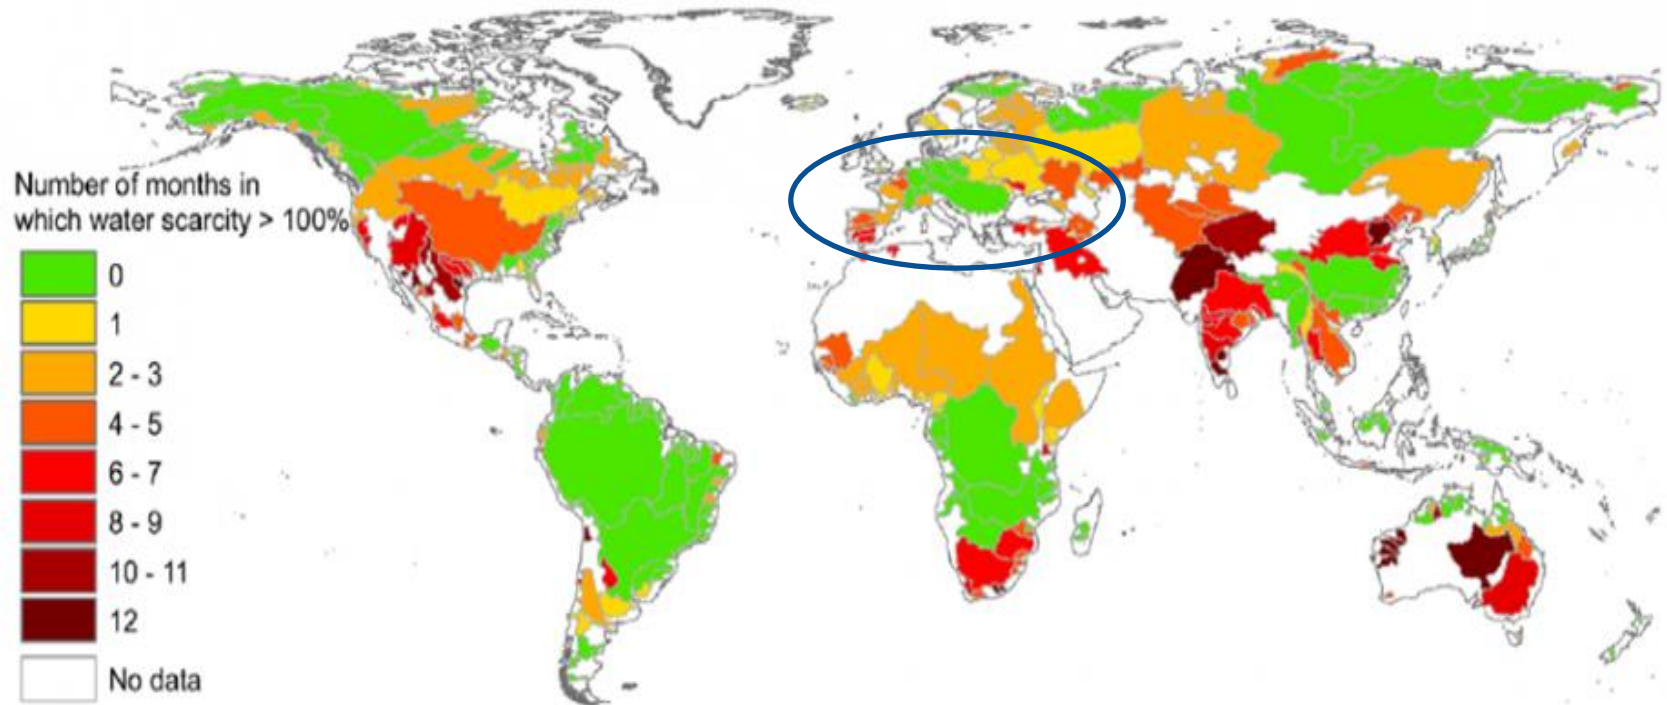 Number of months in
which water scarcity > 100%
0
1
2 - 3
4 - 5
6 - 7
8 - 9
10 - 11
12
No data